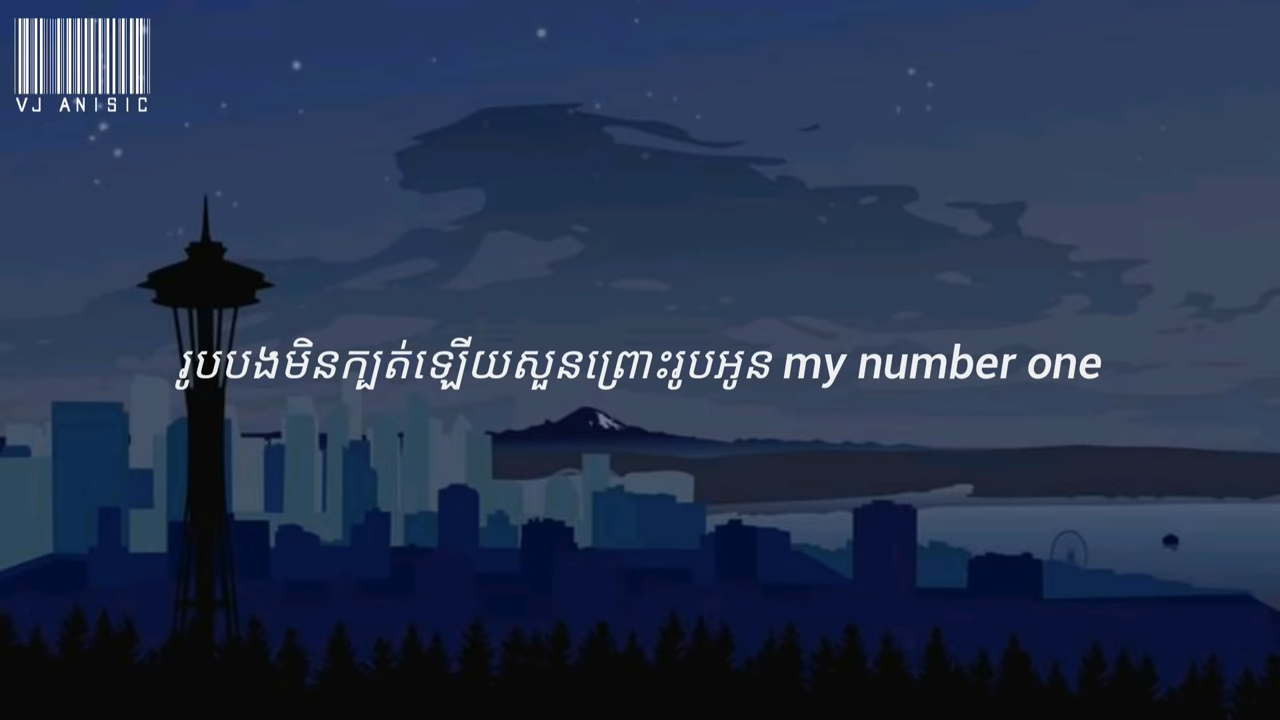 VJ ANISIC
រូបបងមិនក្បត់ឡើយសួនព្រោះរូបអូន my number one